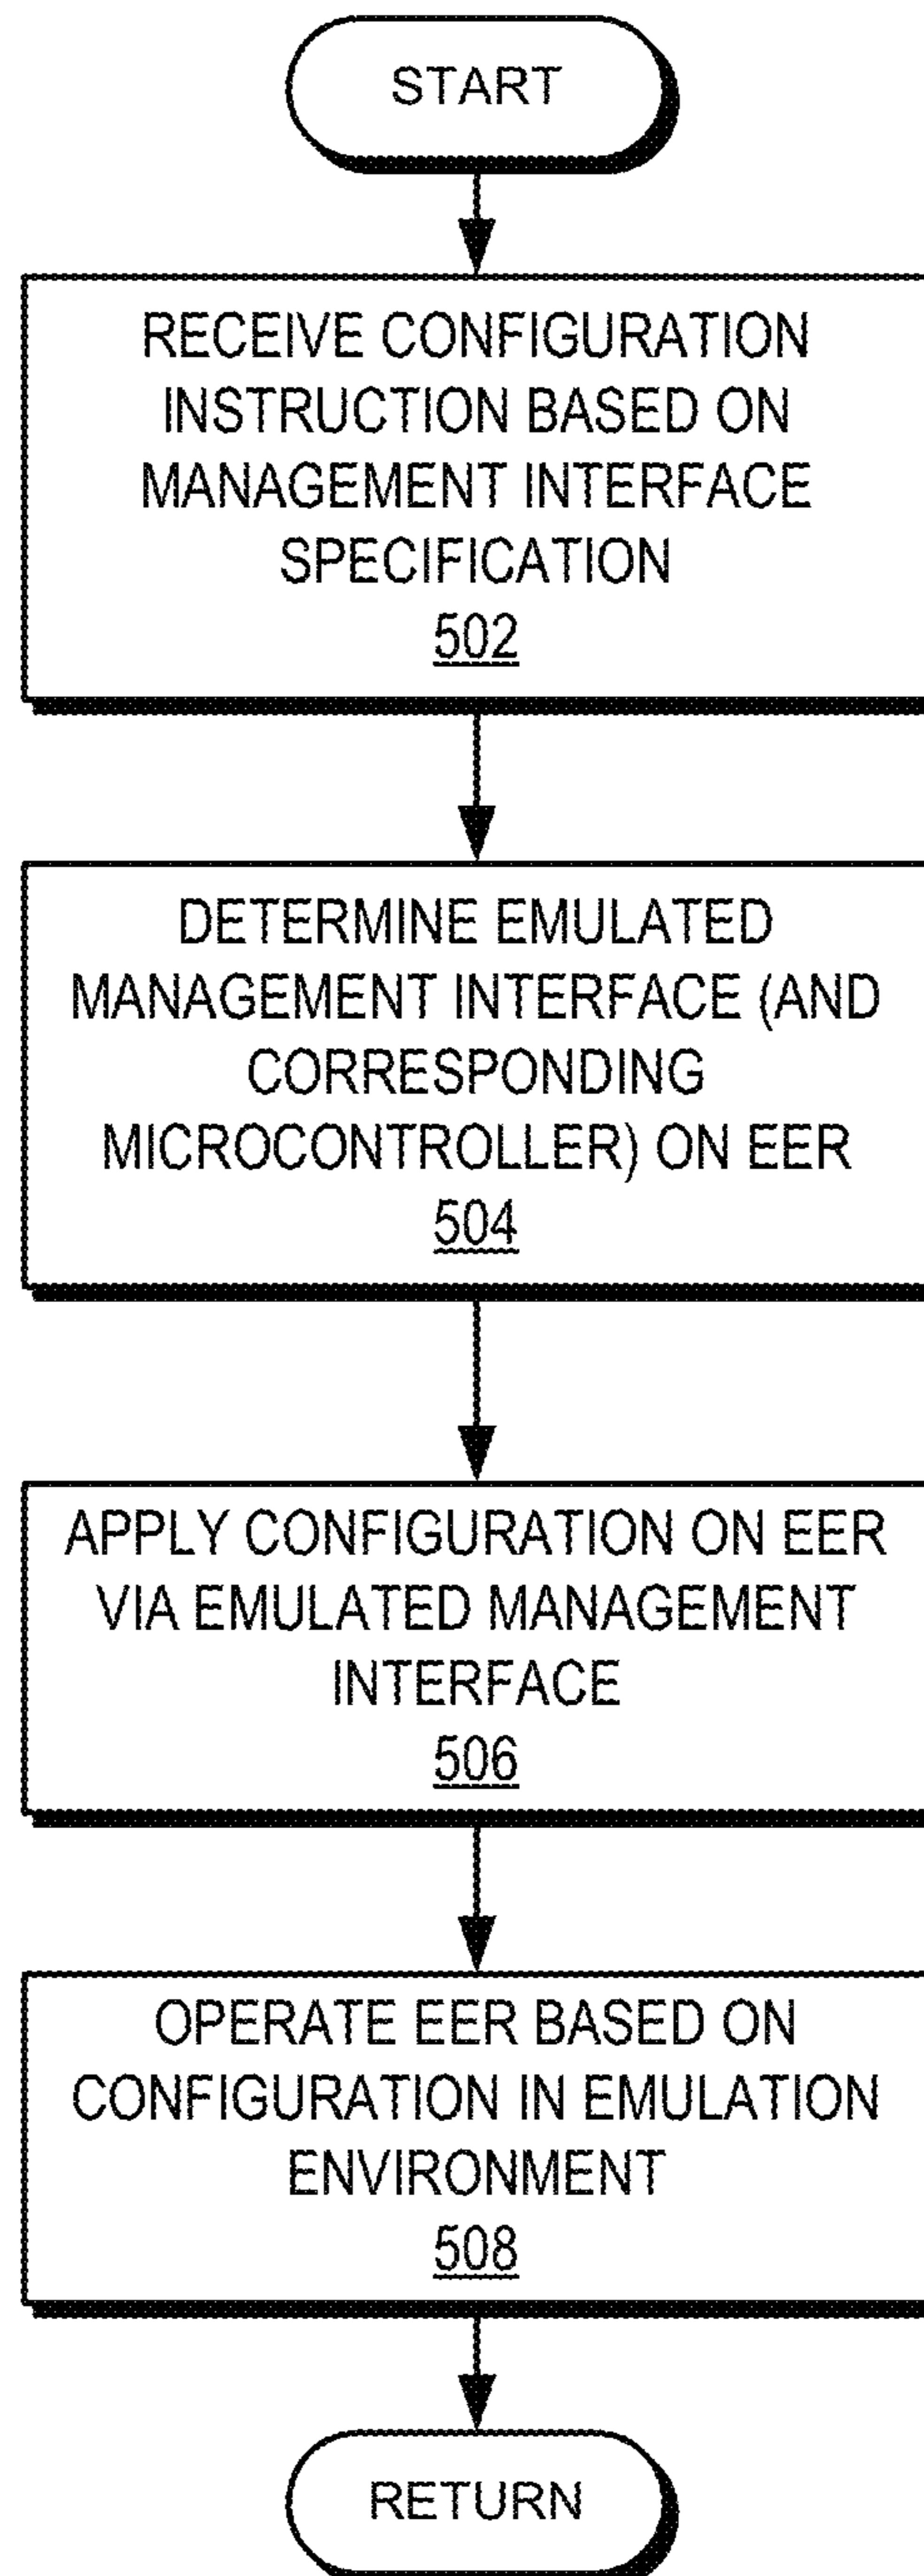 START
RECEIVE CONFIGURATION
INSTRUCTION BASED ON
MANAGEMENT INTERFACE
SPECIFICATION
502
DETERMINE EMULATED
MANAGEMENT INTERFACE (AND
CORRESPONDING
MICROCONTROLLER) ON EER
504
APPLY CONFIGURATION ON EER
VIA EMULATED MANAGEMENT
INTERFACE
506
OPERATE EER BASED ON
CONFIGURATION IN EMULATION
ENVIRONMENT
508
RETURN